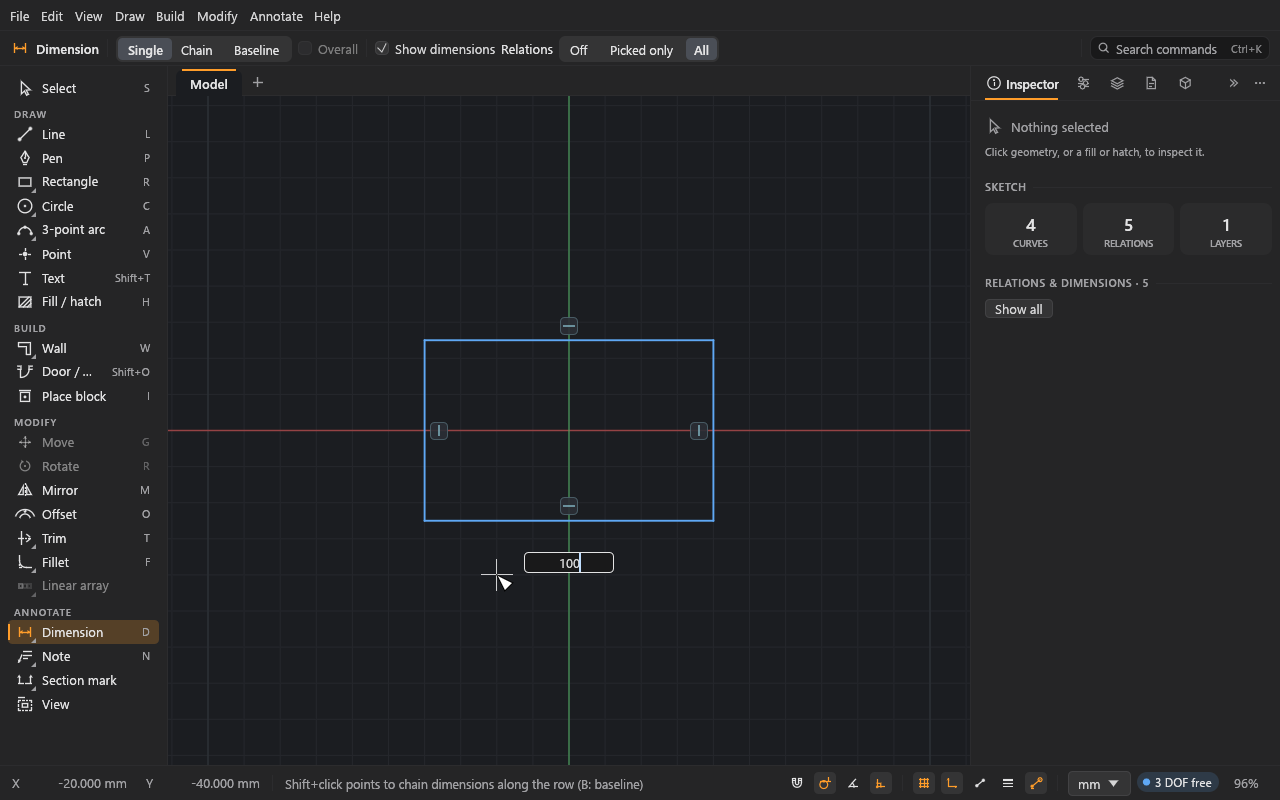 File Edit View Draw Build Modify Annotate Help
Dimension Single Chain Baseline Overall Show dimensions Relations Off Picked only All Search commands Ctrl+K
Select S
DRAW
Line L
Pen P
Rectangle R
Circle C
3-point arc A
Point V
Text Shift+T
Fill / hatch H
BUILD
Wall W
Door / ... Shift+O
Place block I
MODIFY
Move G
Rotate R
Mirror M
Offset O
Trim T
Fillet F
Linear array
ANNOTATE
Dimension D
Note N
Section mark
View
Model
100
Inspector
Nothing selected
Click geometry, or a fill or hatch, to inspect it.
SKETCH
4 5 1
CURVES RELATIONS LAYERS
RELATIONS & DIMENSIONS · 5
Show all
X -20.000 mm Y -40.000 mm Shift+click points to chain dimensions along the row (B: baseline) mm 3 DOF free 96%